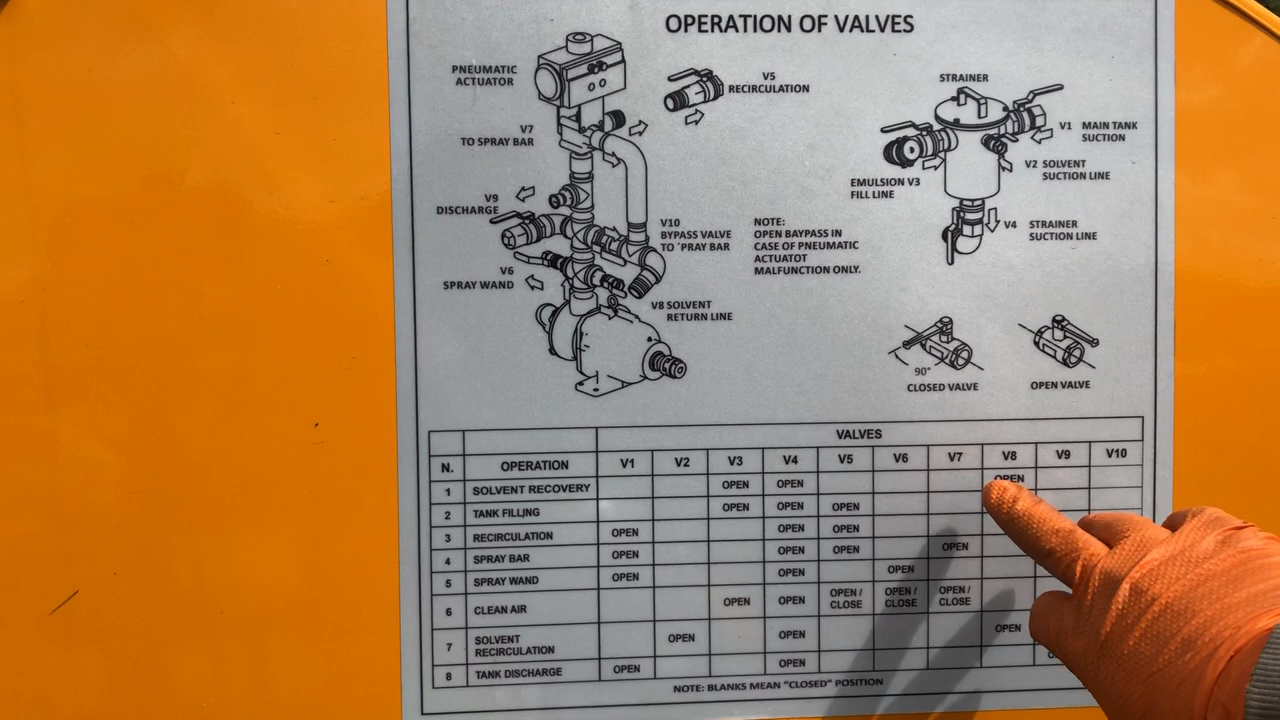 OPERATION OF VALVES
PNEUMATIC
ACTUATOR
V5
RECIRCULATION
STRAINER
V7
TO SPRAY BAR
V1 MAIN TANK
SUCTION
V2 SOLVENT
SUCTION LINE
EMULSION V3
FILL LINE
V9
DISCHARGE
V10
BYPASS VALVE
TO ´PRAY BAR
NOTE:
OPEN BAYPASS IN
CASE OF PNEUMATIC
ACTUATOT
MALFUNCTION ONLY.
V4 STRAINER
SUCTION LINE
V6
SPRAY WAND
V8 SOLVENT
RETURN LINE
90°
CLOSED VALVE
OPEN VALVE
VALVES
N. OPERATION V1 V2 V3 V4 V5 V6 V7 V8 V9 V10
1 SOLVENT RECOVERY OPEN OPEN OPEN
2 TANK FILLING OPEN OPEN OPEN
3 RECIRCULATION OPEN OPEN OPEN
4 SPRAY BAR OPEN OPEN OPEN OPEN
5 SPRAY WAND OPEN OPEN OPEN
6 CLEAN AIR OPEN OPEN OPEN / CLOSE OPEN / CLOSE OPEN / CLOSE
7 SOLVENT RECIRCULATION OPEN OPEN OPEN
8 TANK DISCHARGE OPEN OPEN
NOTE: BLANKS MEAN "CLOSED" POSITION